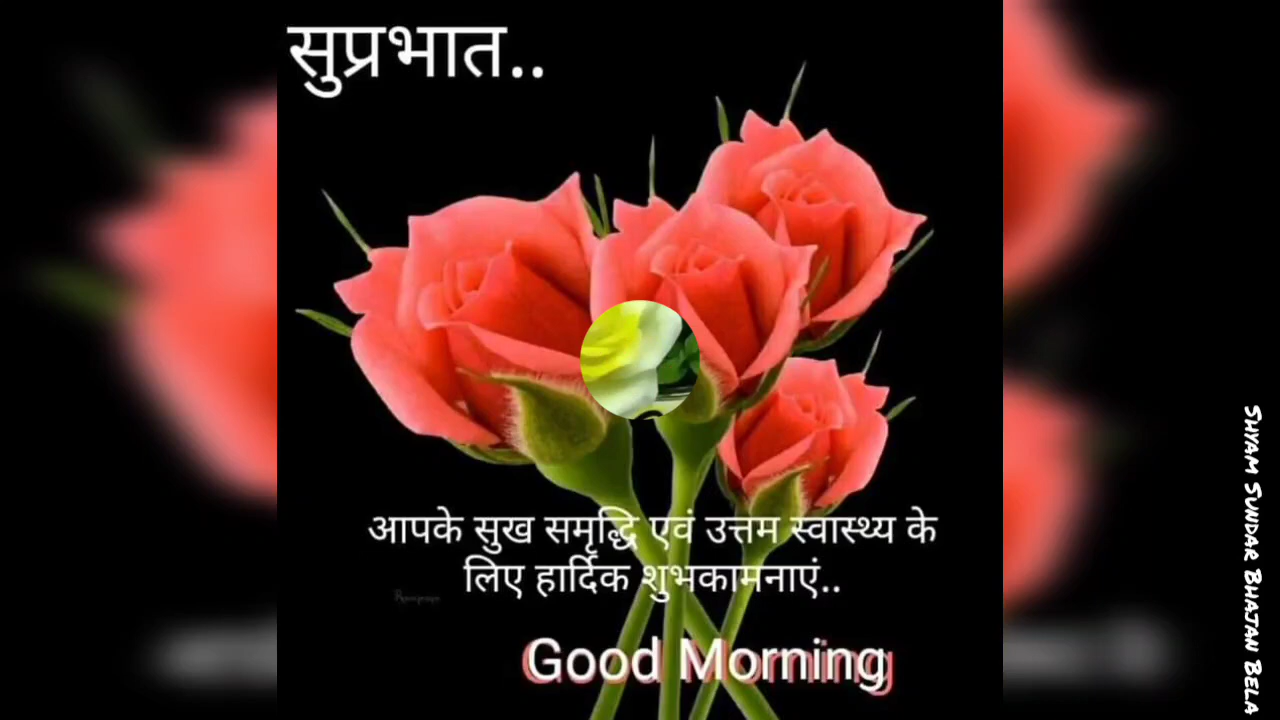 सुप्रभात..
आपके सुख समृद्धि एवं उत्तम स्वास्थ्य के
लिए हार्दिक शुभकामनाएं..
Good Morning
SHYAM SUNDAR BHAJAN BELA